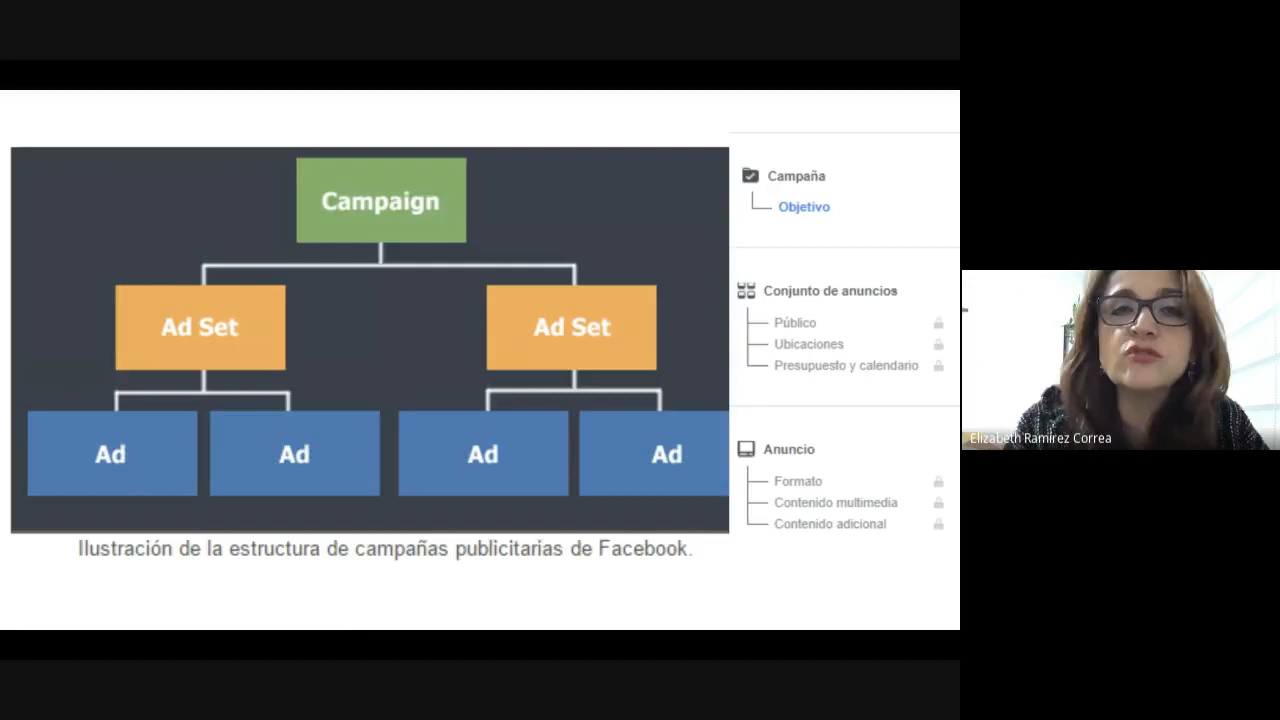 Campaign
Ad Set
Ad Set
Ad
Ad
Ad
Ad
Ilustración de la estructura de campañas publicitarias de Facebook.
Campaña
Objetivo
Conjunto de anuncios
Público
Ubicaciones
Presupuesto y calendario
Anuncio
Formato
Contenido multimedia
Contenido adicional
Elizabeth Ramírez Correa